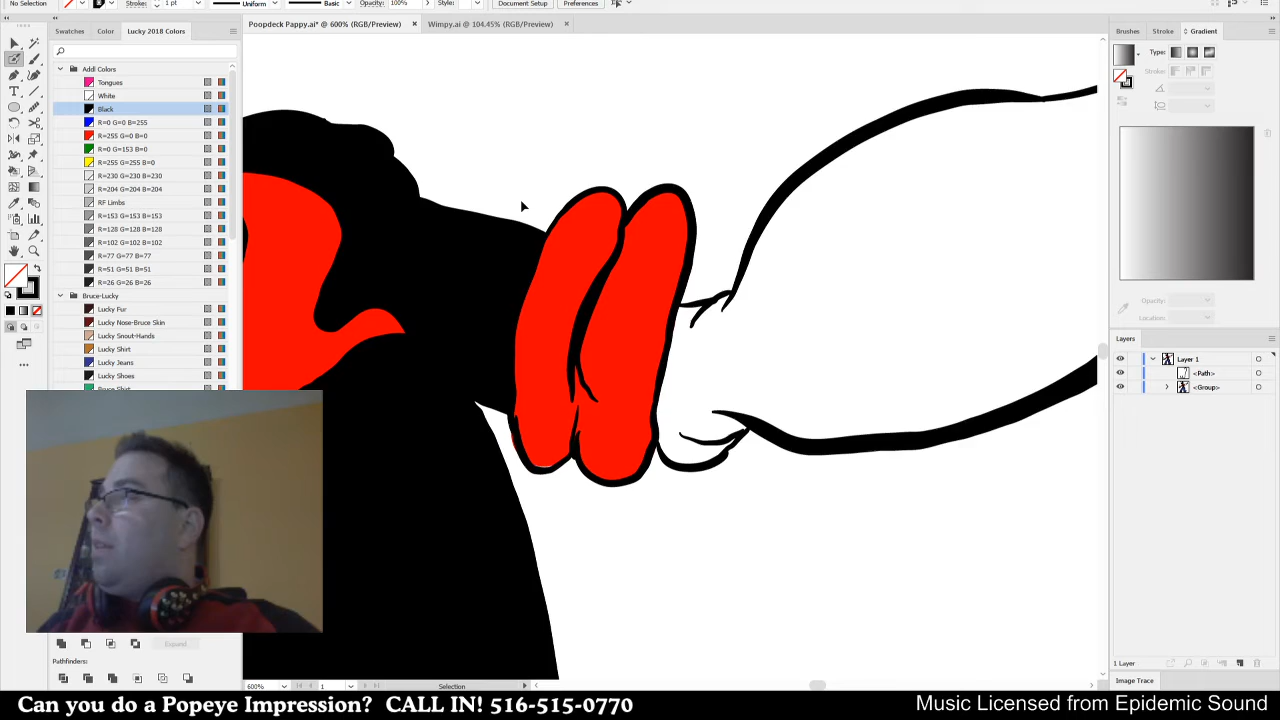 No Selection Stroke: 1 pt Uniform Basic Opacity: 100% Style: Document Setup Preferences
Poopdeck Pappy.ai* @ 600% (RGB/Preview) × Wimpy.ai @ 104.45% (RGB/Preview) ×
Swatches Color Lucky 2018 Colors
Addl Colors
Tongues
White
Black
R=0 G=0 B=255
R=255 G=0 B=0
R=0 G=153 B=0
R=255 G=255 B=0
R=230 G=230 B=230
R=204 G=204 B=204
RF Limbs
R=153 G=153 B=153
R=128 G=128 B=128
R=102 G=102 B=102
R=77 G=77 B=77
R=51 G=51 B=51
R=26 G=26 B=26
Bruce-Lucky
Lucky Fur
Lucky Nose-Bruce Skin
Lucky Snout-Hands
Lucky Shirt
Lucky Jeans
Lucky Shoes
Bruce Shirt
Expand
Pathfinders:
600% 1 Selection
Brushes Stroke Gradient
Type:
Stroke:
Opacity:
Location:
Layers
Layer 1
<Path>
<Group>
1 Layer
Image Trace
Can you do a Popeye Impression? CALL IN! 516-515-0770
Music Licensed from Epidemic Sound